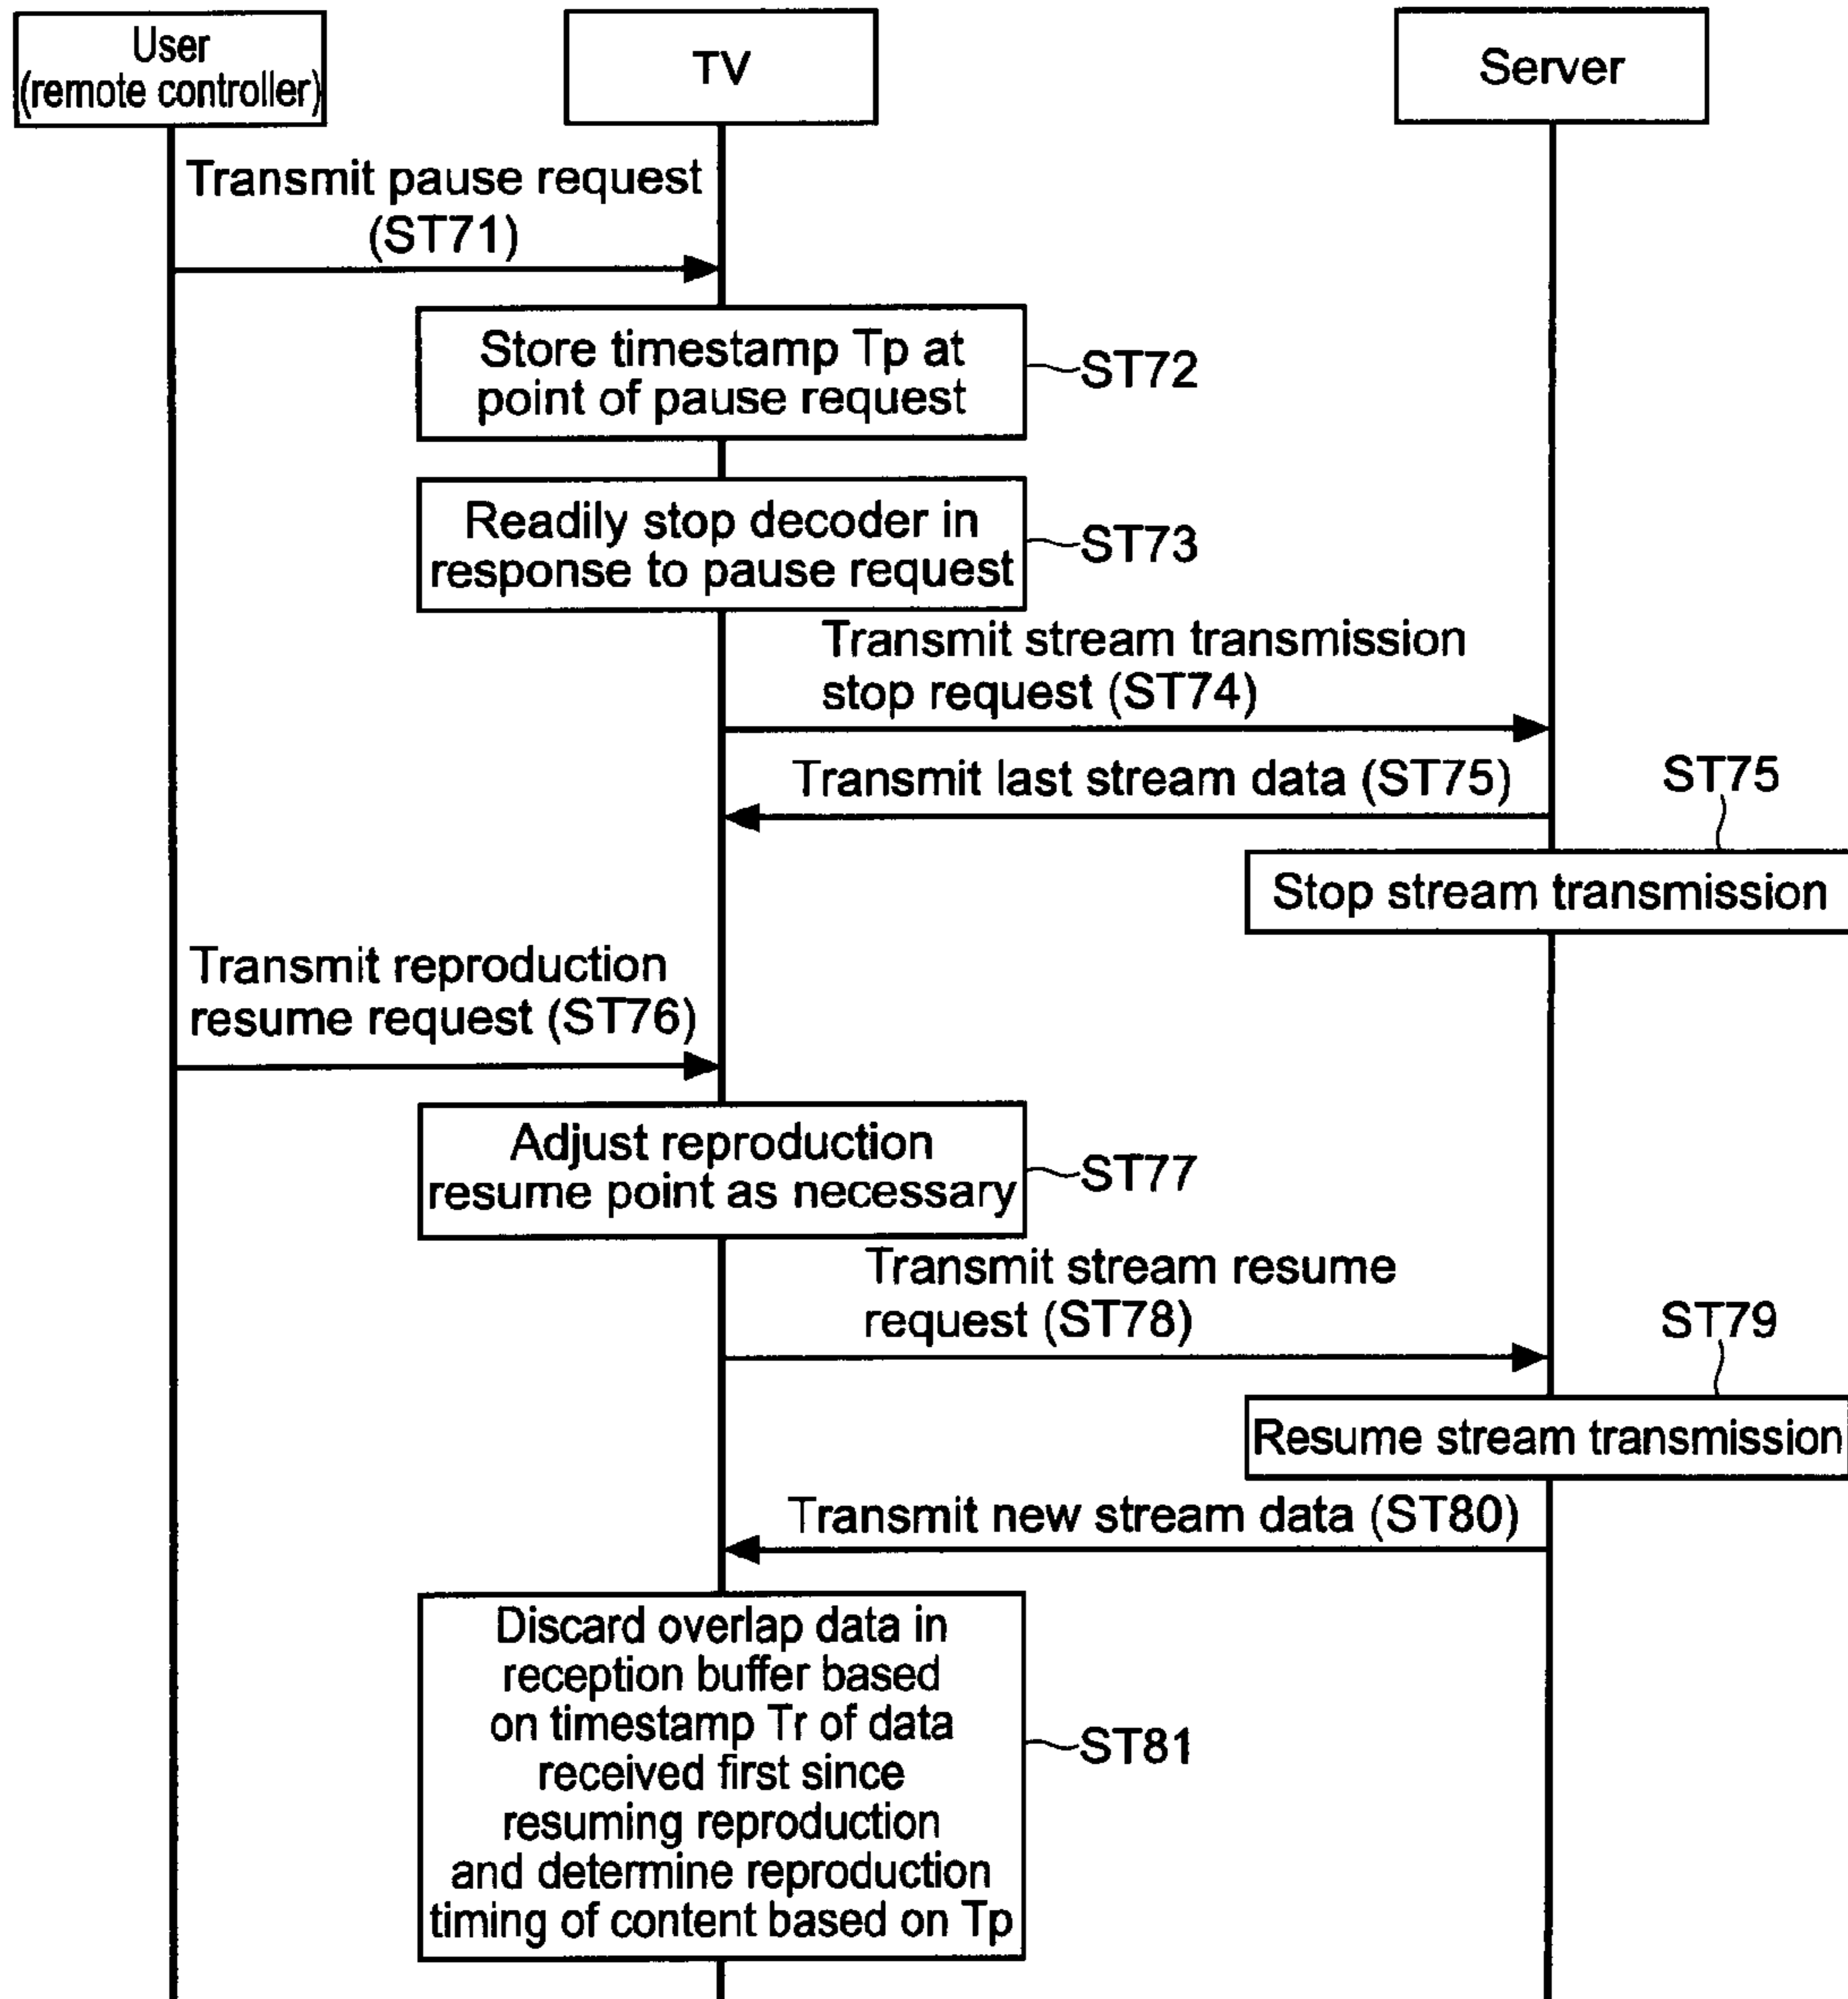 User
(remote controller)
TV
Server
Transmit pause request
(ST71)
Store timestamp Tp at
point of pause request
ST72
Readily stop decoder in
response to pause request
ST73
Transmit stream transmission
stop request (ST74)
Transmit last stream data (ST75)
ST75
Stop stream transmission
Transmit reproduction
resume request (ST76)
Adjust reproduction
resume point as necessary
ST77
Transmit stream resume
request (ST78)
ST79
Resume stream transmission
Transmit new stream data (ST80)
Discard overlap data in
reception buffer based
on timestamp Tr of data
received first since
resuming reproduction
and determine reproduction
timing of content based on Tp
ST81